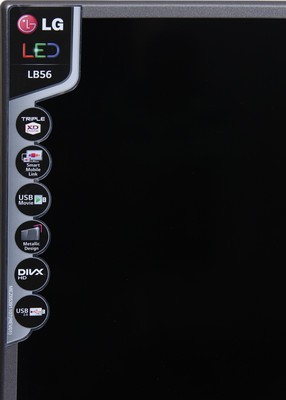 LG
LED
LB56
TRIPLE
XD
Smart
Mobile
Link
USB
Movie
Metallic
Design
DIVX
HD
USB